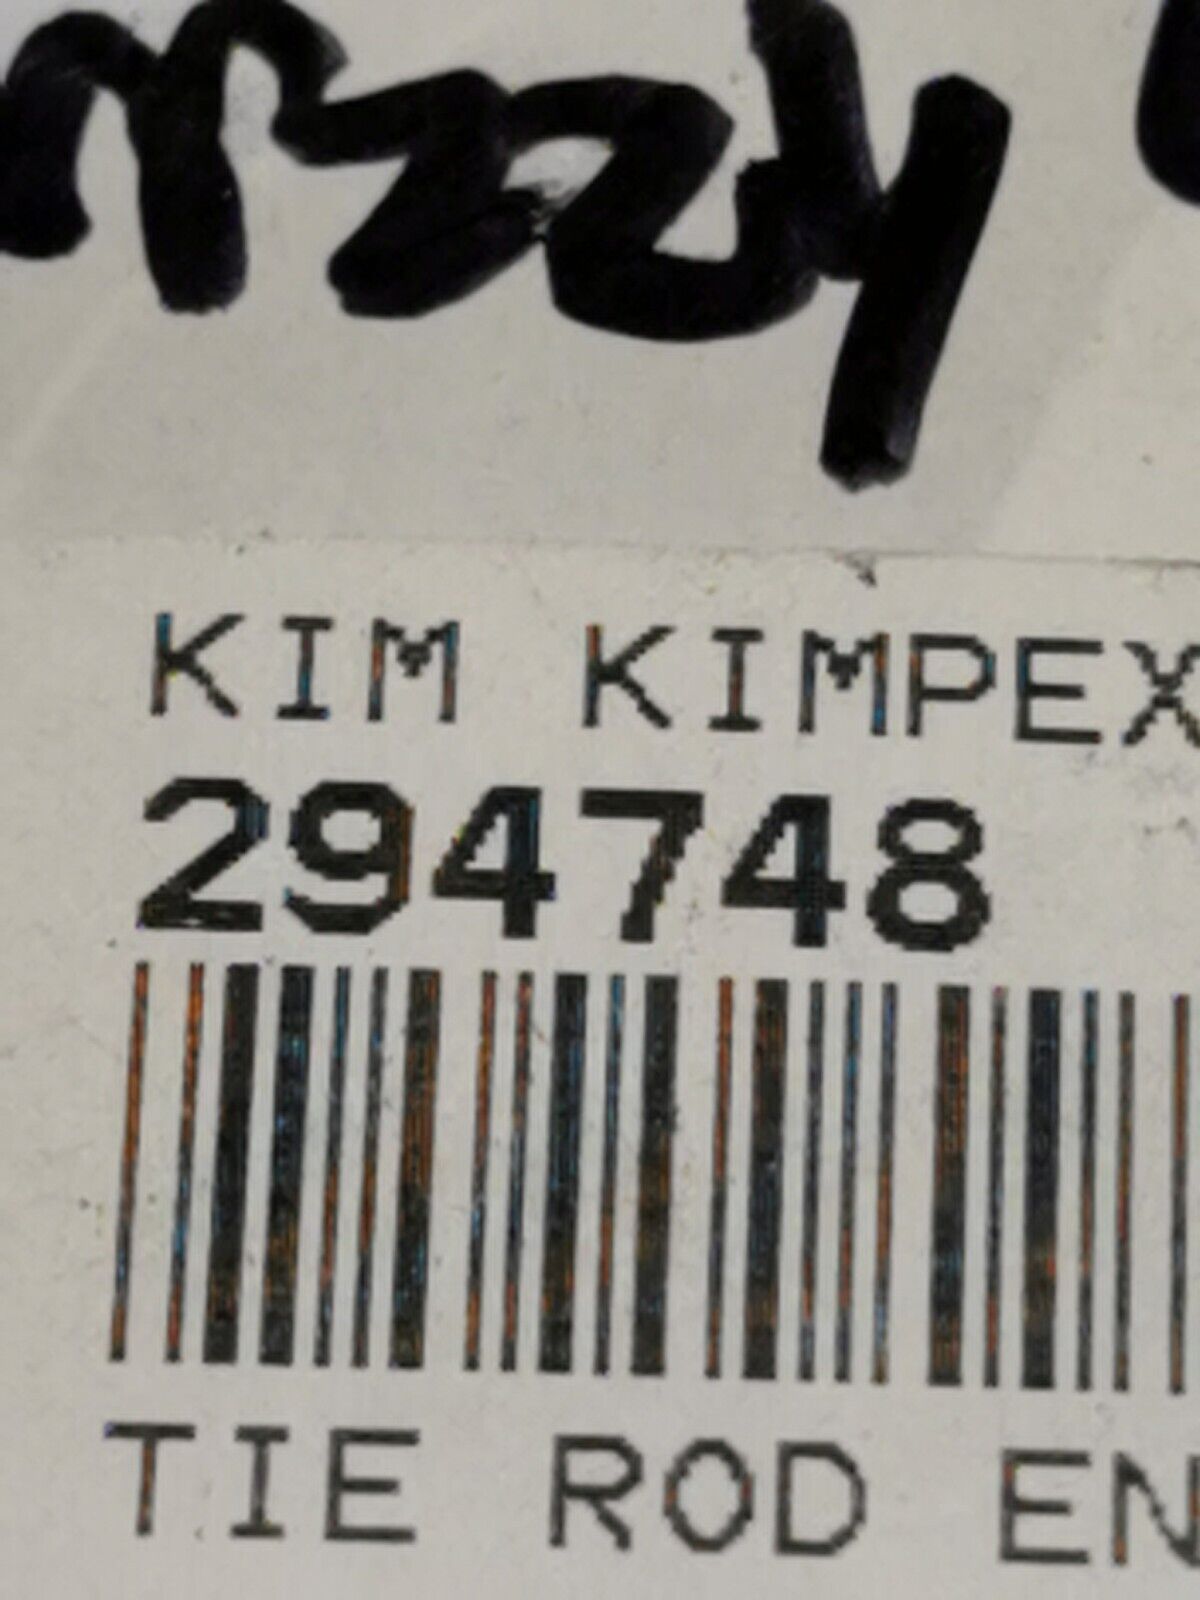 KIM KIMPEX
294748
TIE ROD EN